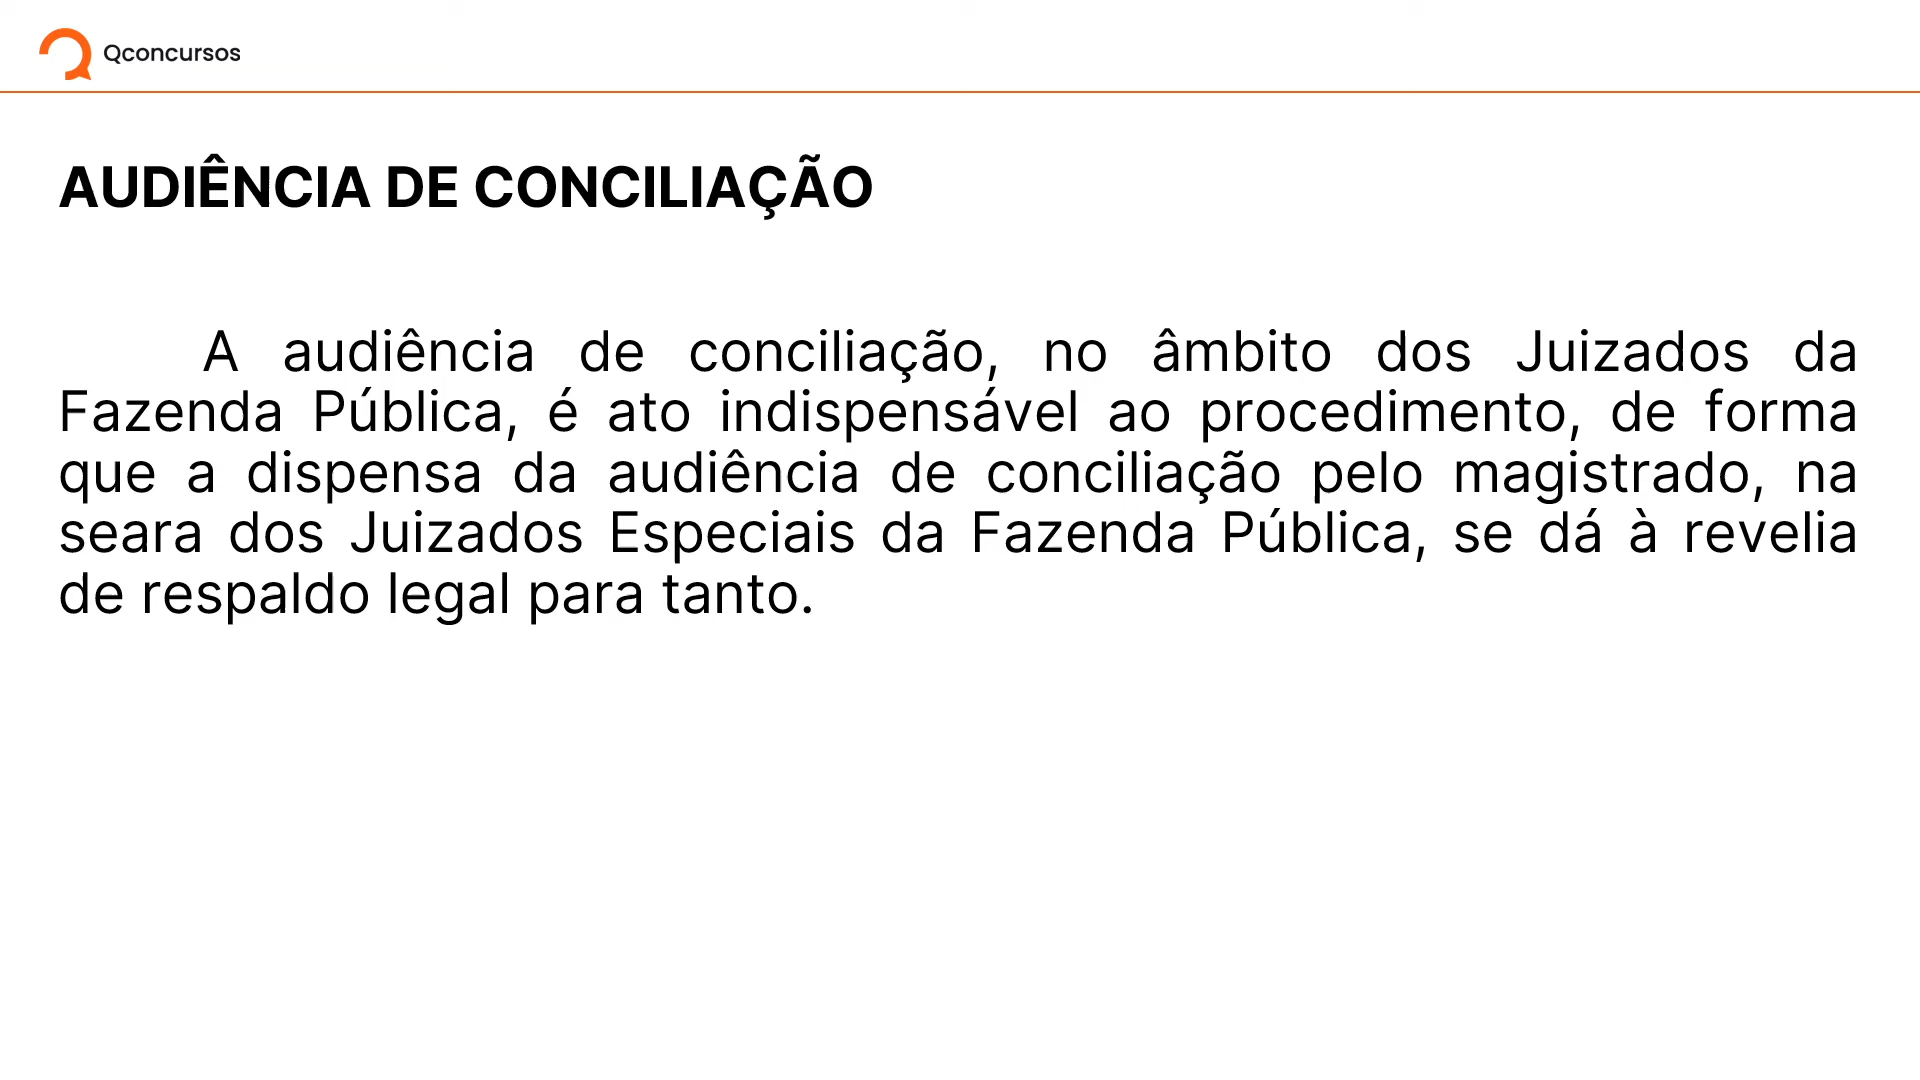 Qconcursos
AUDIÊNCIA DE CONCILIAÇÃO
A audiência de conciliação, no âmbito dos Juizados da
Fazenda Pública, é ato indispensável ao procedimento, de forma
que a dispensa da audiência de conciliação pelo magistrado, na
seara dos Juizados Especiais da Fazenda Pública, se dá à revelia
de respaldo legal para tanto.